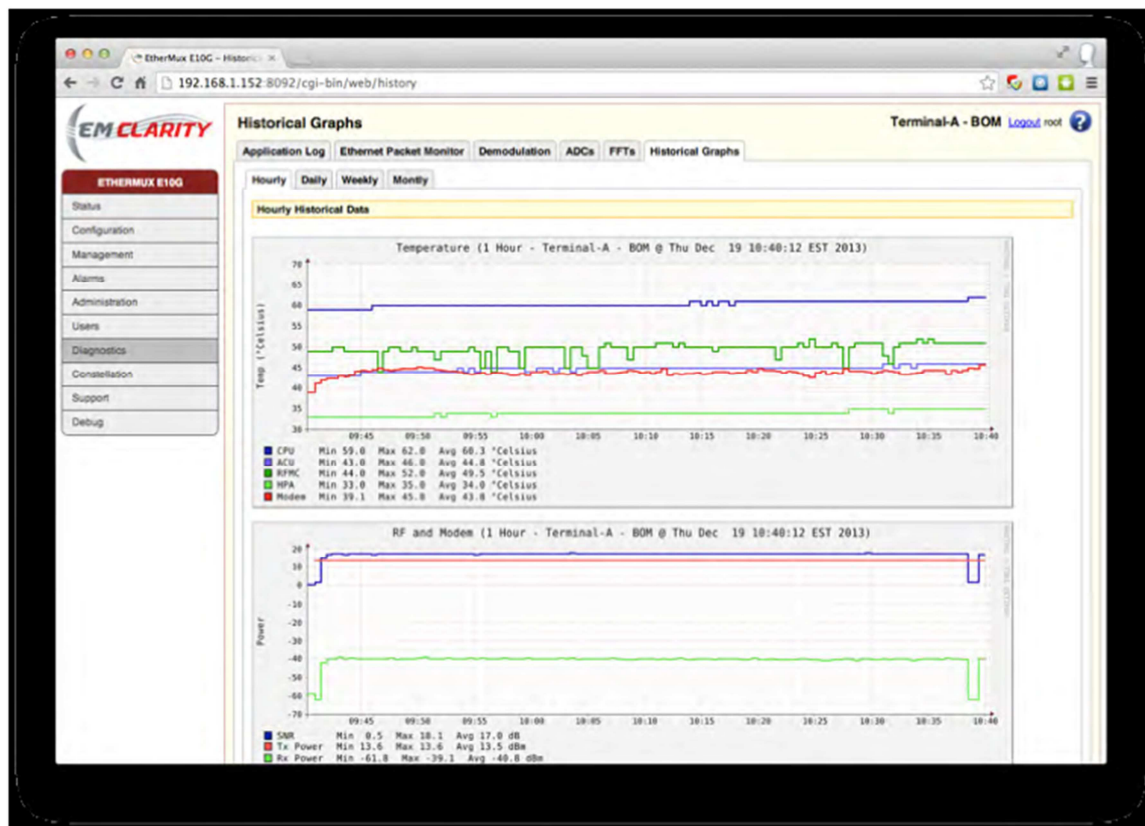 EtherMux E10G - Historic
192.168.1.152:8092/cgi-bin/web/history
EM CLARITY
Historical Graphs
Terminal-A - BOM Logout root ?
Application Log Ethernet Packet Monitor Demodulation ADCs FFTs Historical Graphs
ETHERMUX E10G
Status
Configuration
Management
Alarms
Administration
Users
Diagnostics
Constellation
Support
Debug
Hourly Daily Weekly Montly
Hourly Historical Data
Temperature (1 Hour - Terminal-A - BOM @ Thu Dec 19 10:40:12 EST 2013)
Temp (°Celsius)
70
65
60
55
50
45
40
35
30
09:45 09:50 09:55 10:00 10:05 10:10 10:15 10:20 10:25 10:30 10:35 10:40
CPU Min 59.0 Max 62.0 Avg 60.3 °Celsius
ACU Min 43.0 Max 46.0 Avg 44.8 °Celsius
RFMC Min 44.0 Max 52.0 Avg 49.5 °Celsius
HPA Min 33.0 Max 35.0 Avg 34.0 °Celsius
Modem Min 39.1 Max 45.8 Avg 43.8 °Celsius
RF and Modem (1 Hour - Terminal-A - BOM @ Thu Dec 19 10:40:12 EST 2013)
Power
20
10
0
-10
-20
-30
-40
-50
-60
-70
09:45 09:50 09:55 10:00 10:05 10:10 10:15 10:20 10:25 10:30 10:35 10:40
SNR Min 0.5 Max 18.1 Avg 17.0 dB
Tx Power Min 13.6 Max 13.6 Avg 13.5 dBm
Rx Power Min -61.8 Max -39.1 Avg -40.8 dBm